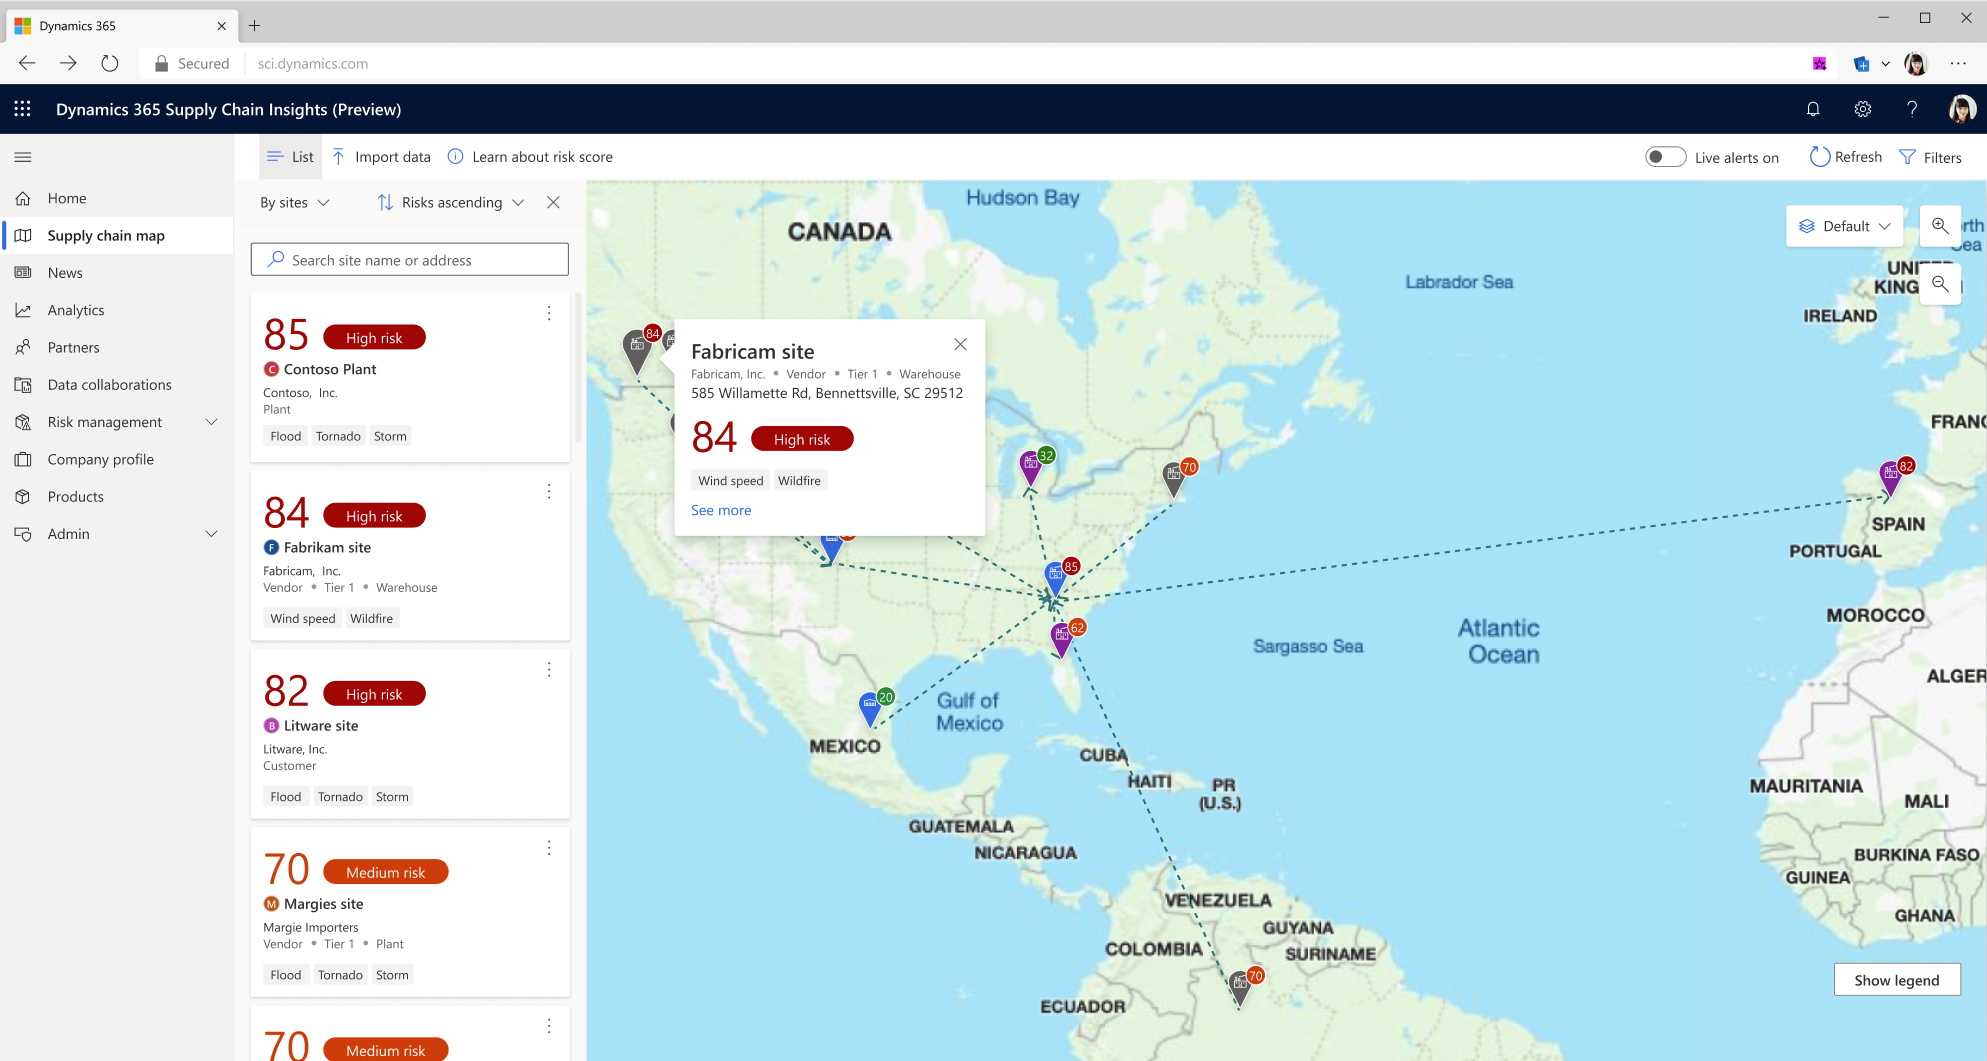 Dynamics 365
Secured
sci.dynamics.com
Dynamics 365 Supply Chain Insights (Preview)
List
Import data
Learn about risk score
Live alerts on
Refresh
Filters
Home
Supply chain map
News
Analytics
Partners
Data collaborations
Risk management
Company profile
Products
Admin
By sites
Risks ascending
Search site name or address
85 High risk
C Contoso Plant
Contoso, Inc.
Plant
Flood Tornado Storm
84 High risk
F Fabrikam site
Fabricam, Inc.
Vendor • Tier 1 • Warehouse
Wind speed Wildfire
82 High risk
B Litware site
Litware, Inc.
Customer
Flood Tornado Storm
70 Medium risk
M Margies site
Margie Importers
Vendor • Tier 1 • Plant
Flood Tornado Storm
70 Medium risk
Hudson Bay
CANADA
Labrador Sea
Default
rth
Sea
UNITED
KING
IRELAND
84
Fabricam site
Fabricam, Inc. • Vendor • Tier 1 • Warehouse
585 Willamette Rd, Bennettsville, SC 29512
84 High risk
Wind speed Wildfire
See more
FRANC
32
70
82
SPAIN
PORTUGAL
85
MOROCCO
62
Sargasso Sea
Atlantic
Ocean
ALGER
20
Gulf of
Mexico
MEXICO
CUBA
HAITI
PR
(U.S.)
MAURITANIA
MALI
GUATEMALA
NICARAGUA
BURKINA FASO
GUINEA
VENEZUELA
GHANA
GUYANA
COLOMBIA
SURINAME
70
ECUADOR
Show legend